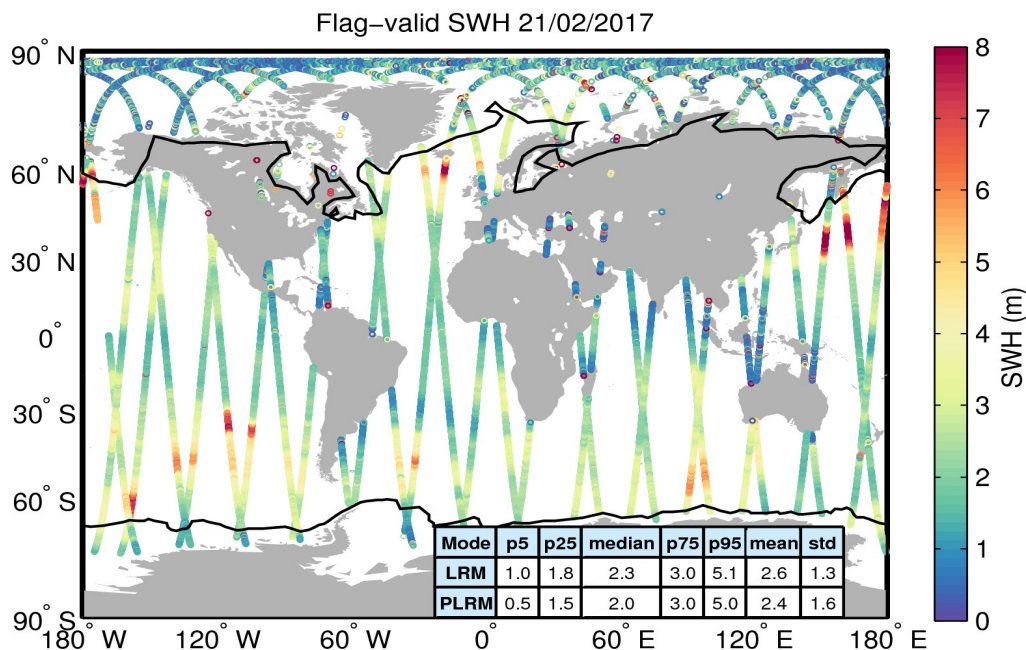 Flag−valid SWH 21/02/2017
90° N
60° N
30° N
0°
30° S
60° S
90° S
180° W
120° W
60° W
0°
60° E
120° E
180° E
8
7
6
5
4
3
2
1
0
SWH (m)
Mode p5 p25 median p75 p95 mean std
LRM 1.0 1.8 2.3 3.0 5.1 2.6 1.3
PLRM 0.5 1.5 2.0 3.0 5.0 2.4 1.6